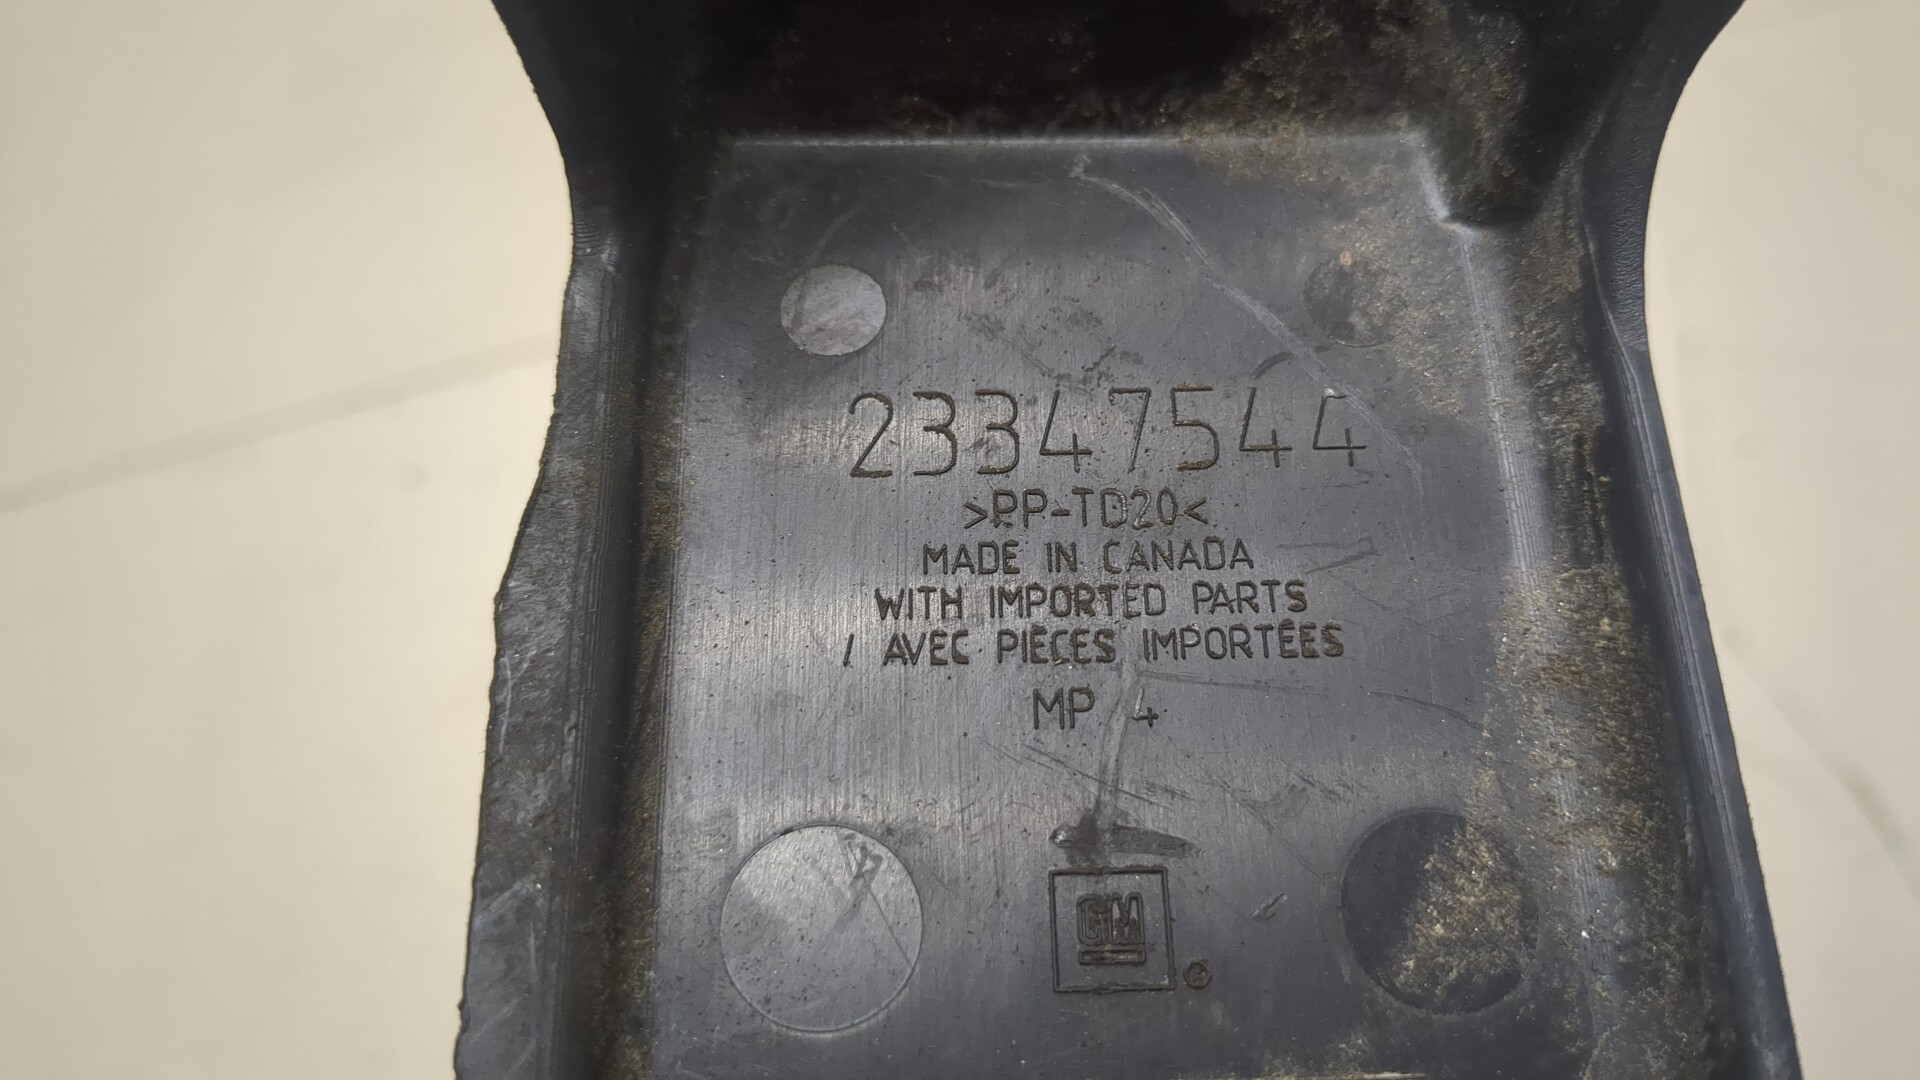 23347544
>PP-TD20<
MADE IN CANADA
WITH IMPORTED PARTS
/ AVEC PIÈCES IMPORTÉES
MP 4
GM